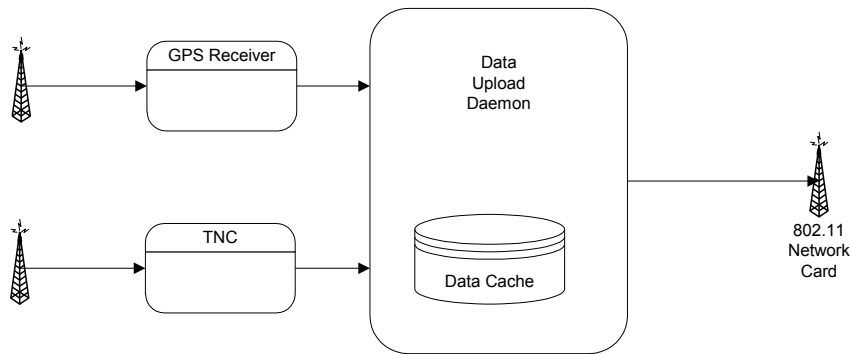 GPS Receiver
Data
Upload
Daemon
TNC
Data Cache
802.11
Network
Card